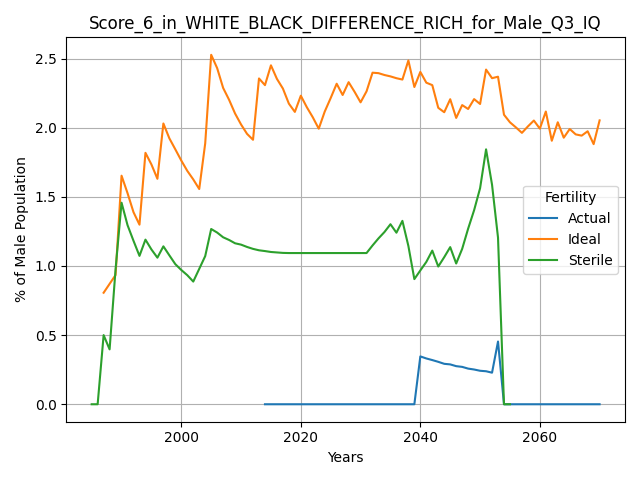 Score_6_in_WHITE_BLACK_DIFFERENCE_RICH_for_Male_Q3_IQ
% of Male Population
2.5
2.0
1.5
1.0
0.5
0.0
Fertility
Actual
Ideal
Sterile
2000
2020
2040
2060
Years